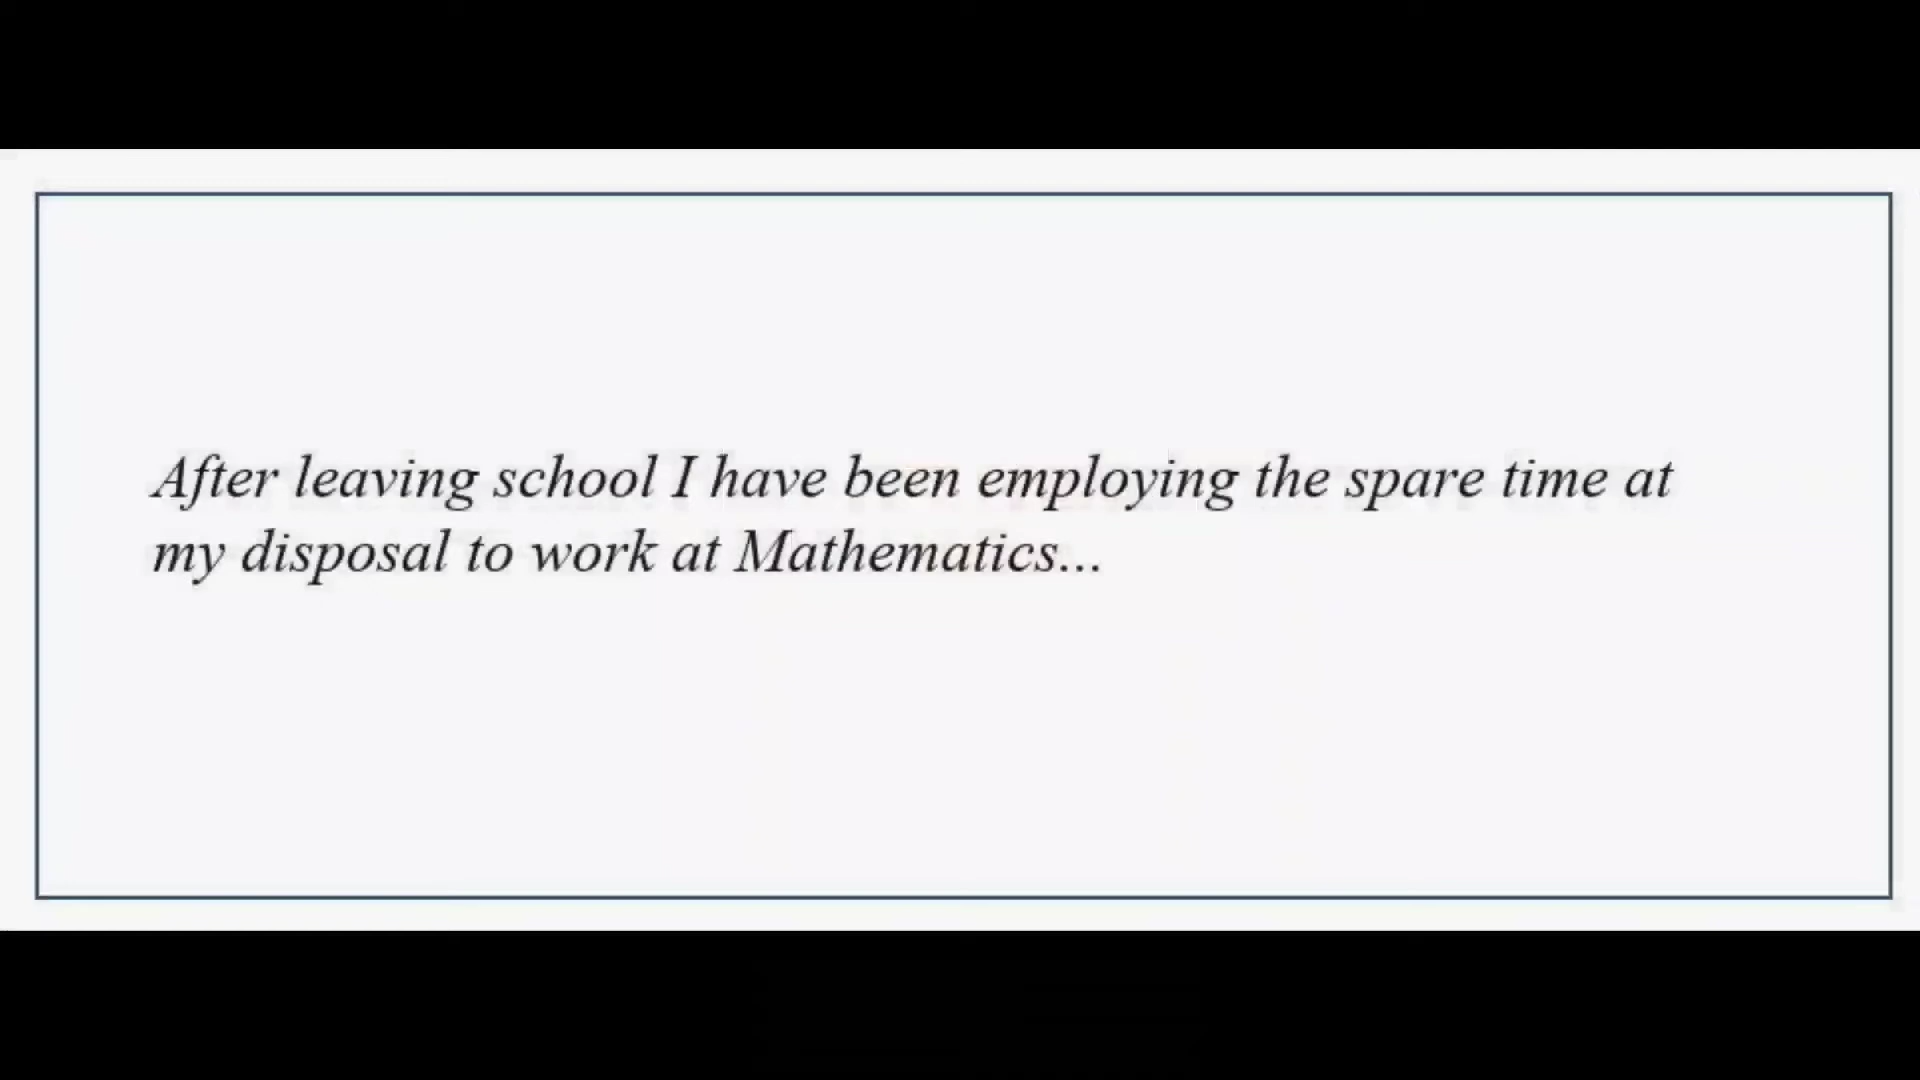 After leaving school I have been employing the spare time at
my disposal to work at Mathematics...